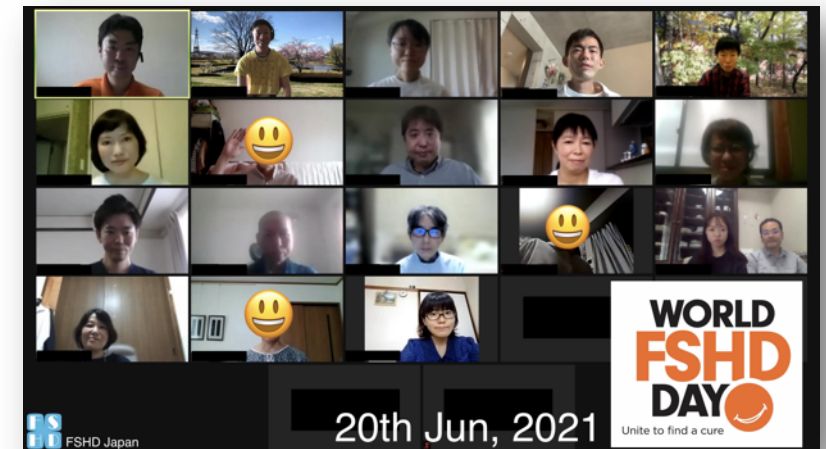 WORLD
FSHD
DAY
Unite to find a cure
F S
H D
FSHD Japan
20th Jun, 2021